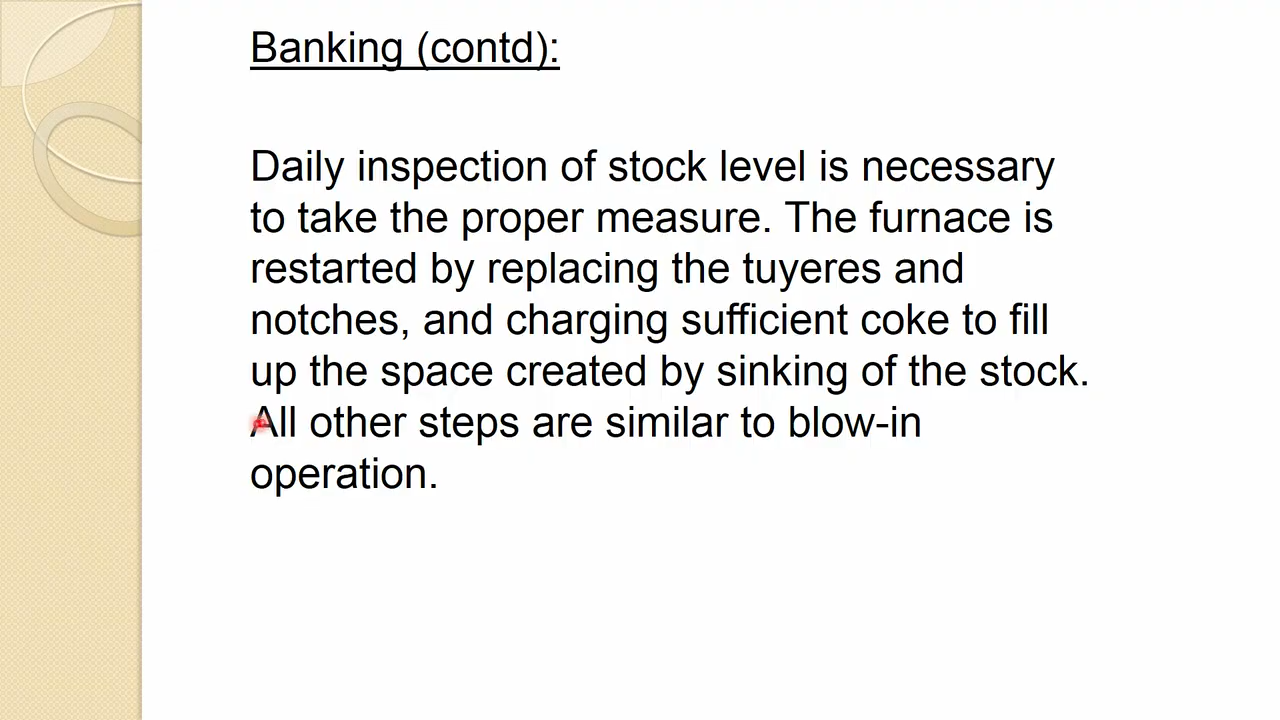 Banking (contd):
Daily inspection of stock level is necessary
to take the proper measure. The furnace is
restarted by replacing the tuyeres and
notches, and charging sufficient coke to fill
up the space created by sinking of the stock.
All other steps are similar to blow-in
operation.